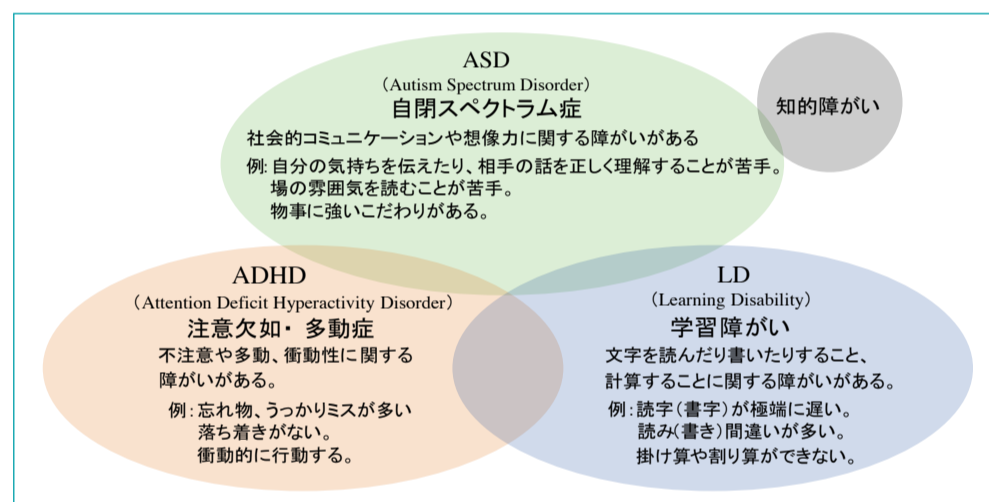 ASD
（Autism Spectrum Disorder）
自閉スペクトラム症
社会的コミュニケーションや想像力に関する障がいがある
例：自分の気持ちを伝えたり、相手の話を正しく理解することが苦手。
場の雰囲気を読むことが苦手。
物事に強いこだわりがある。
知的障がい
ADHD
（Attention Deficit Hyperactivity Disorder）
注意欠如・ 多動症
不注意や多動、衝動性に関する
障がいがある。
例：忘れ物、うっかりミスが多い
落ち着きがない。
衝動的に行動する。
LD
（Learning Disability）
学習障がい
文字を読んだり書いたりすること、
計算することに関する障がいがある。
例：読字（書字）が極端に遅い。
読み（書き）間違いが多い。
掛け算や割り算ができない。